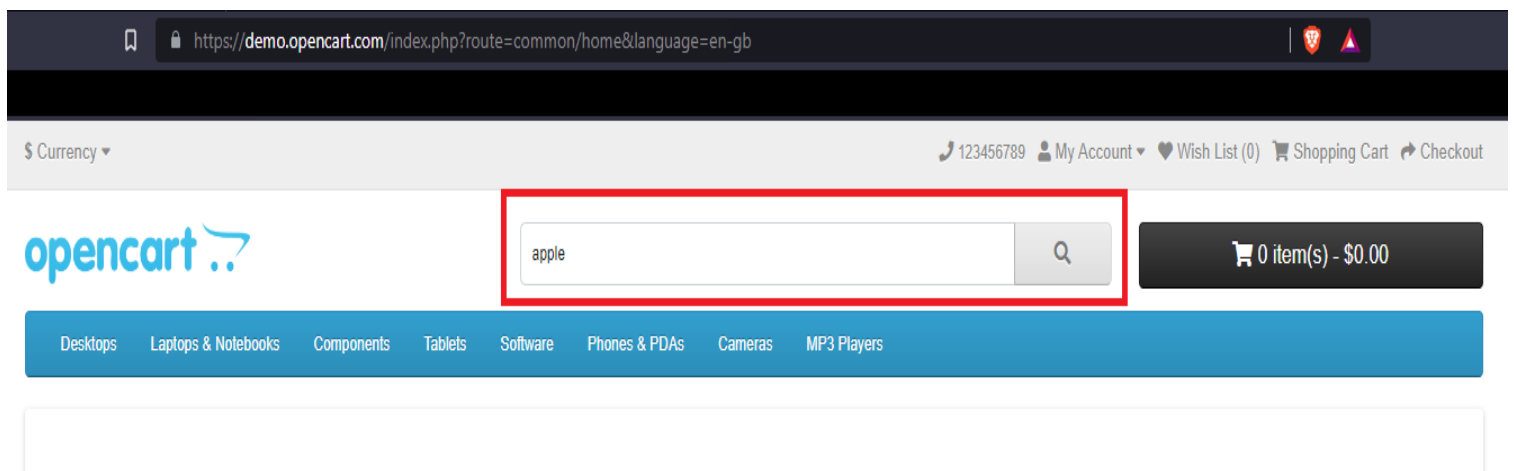 https://demo.opencart.com/index.php?route=common/home&language=en-gb
$ Currency 123456789 My Account Wish List (0) Shopping Cart Checkout
opencart apple 0 item(s) - $0.00
Desktops Laptops & Notebooks Components Tablets Software Phones & PDAs Cameras MP3 Players